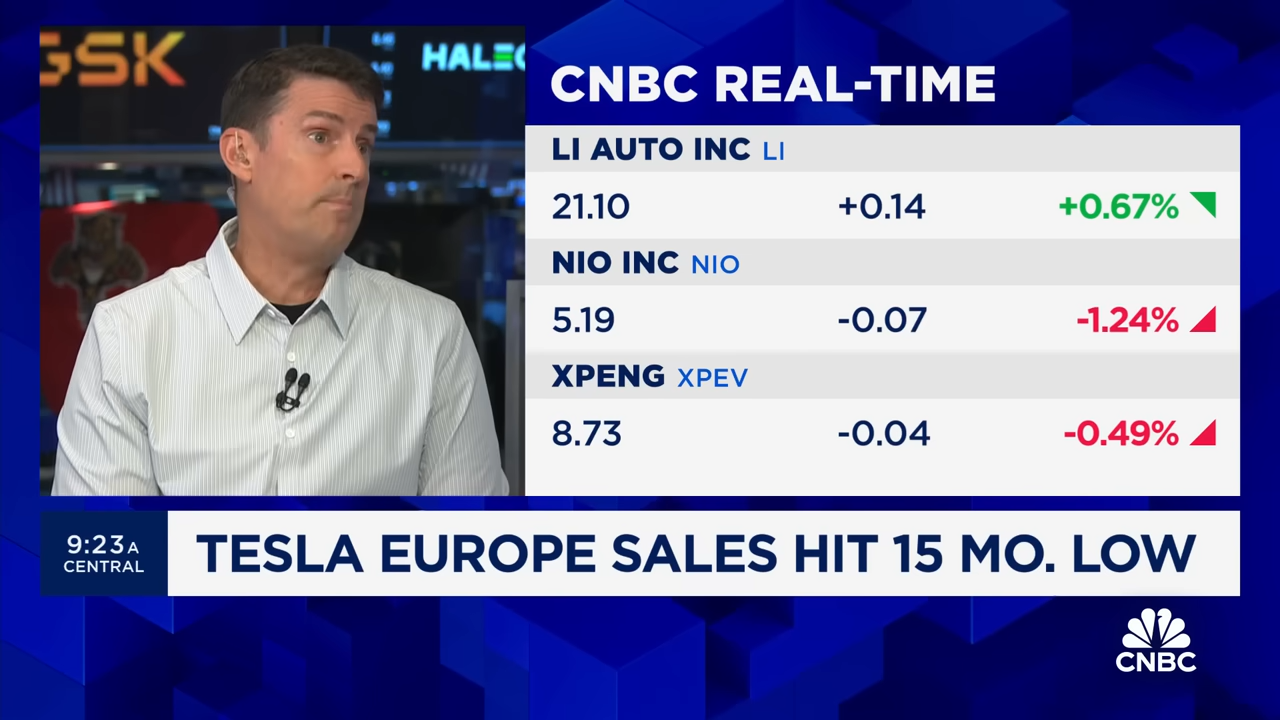 GSK
HALEO
CNBC REAL-TIME
LI AUTO INC LI
21.10 +0.14 +0.67%
NIO INC NIO
5.19 -0.07 -1.24%
XPENG XPEV
8.73 -0.04 -0.49%
9:23A
CENTRAL
TESLA EUROPE SALES HIT 15 MO. LOW
CNBC